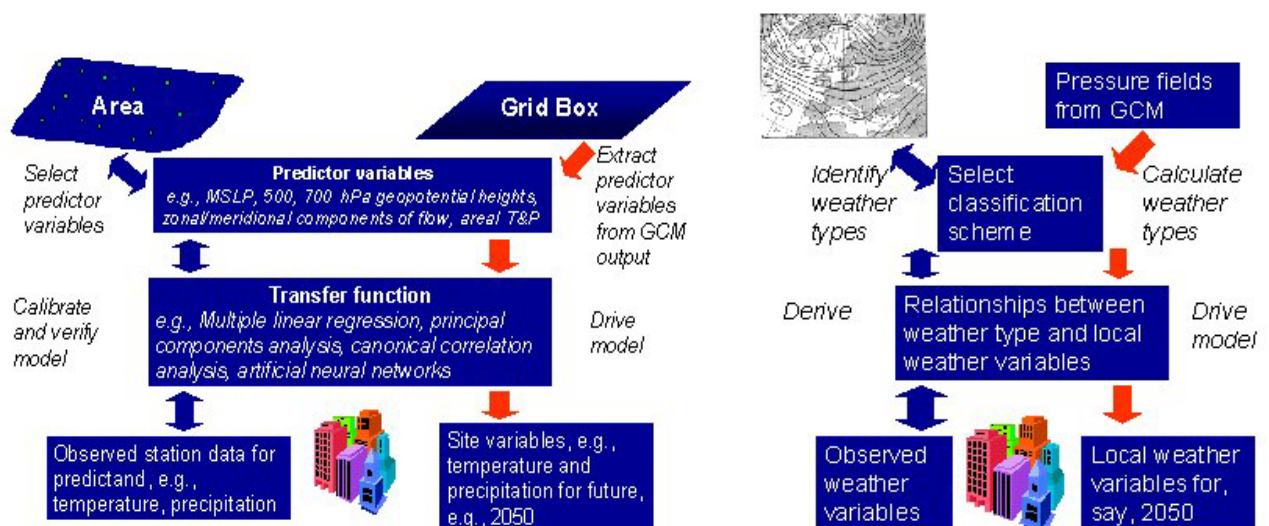 Area
Grid Box
Select
predictor
variables
Predictor variables
e.g., MSLP, 500, 700 hPa geopotential heights,
zonal/meridional components of flow, areal T&P
Extract
predictor
variables
from GCM
output
Calibrate
and verify
model
Transfer function
e.g., Multiple linear regression, principal
components analysis, canonical correlation
analysis, artificial neural networks
Drive
model
Observed station data for
predictand, e.g.,
temperature, precipitation
Site variables, e.g.,
temperature and
precipitation for future,
e.g., 2050
Pressure fields
from GCM
Identify
weather
types
Select
classification
scheme
Calculate
weather
types
Derive
Relationships between
weather type and local
weather variables
Drive
model
Observed
weather
variables
Local weather
variables for,
say, 2050